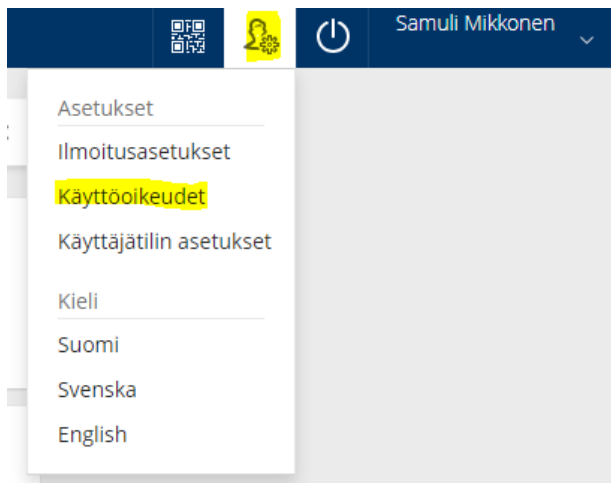 Samuli Mikkonen
Asetukset
Ilmoitusasetukset
Käyttöoikeudet
Käyttäjätilin asetukset
Kieli
Suomi
Svenska
English